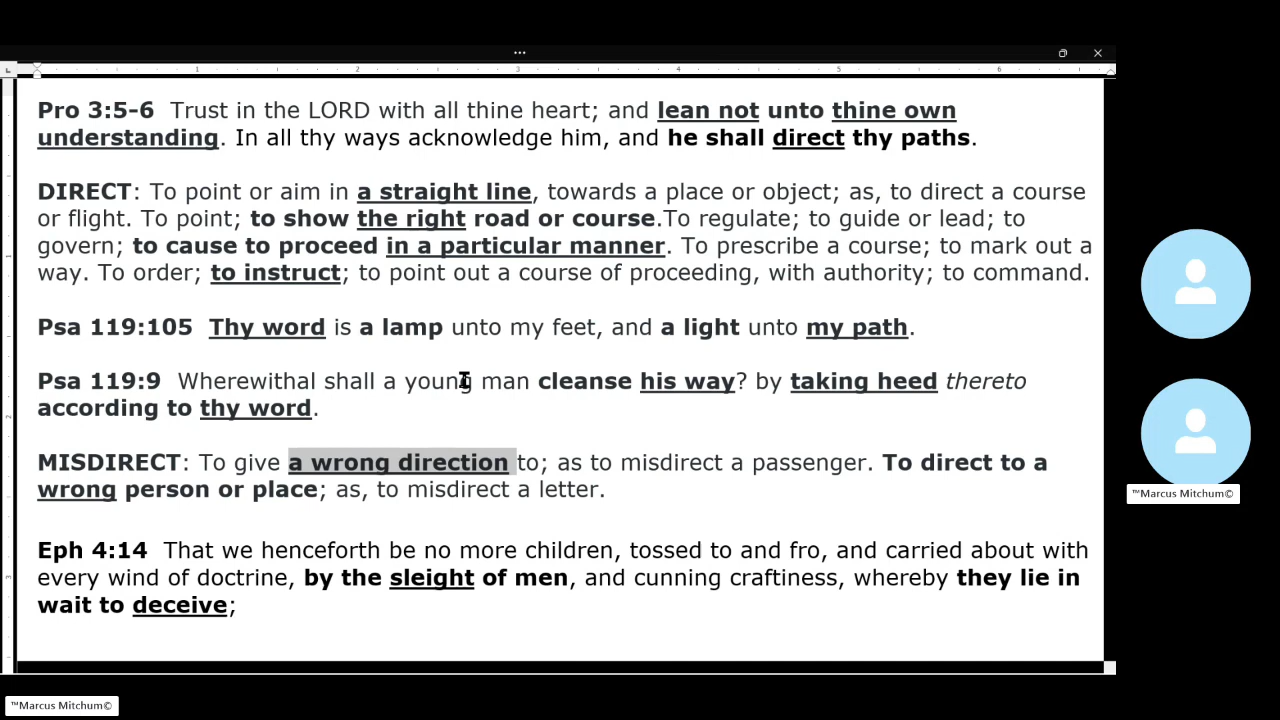 Pro 3:5-6  Trust in the LORD with all thine heart; and lean not unto thine own
understanding. In all thy ways acknowledge him, and he shall direct thy paths.
DIRECT: To point or aim in a straight line, towards a place or object; as, to direct a course
or flight. To point; to show the right road or course.To regulate; to guide or lead; to
govern; to cause to proceed in a particular manner. To prescribe a course; to mark out a
way. To order; to instruct; to point out a course of proceeding, with authority; to command.
Psa 119:105  Thy word is a lamp unto my feet, and a light unto my path.
Psa 119:9  Wherewithal shall a young man cleanse his way? by taking heed thereto
according to thy word.
MISDIRECT: To give a wrong direction to; as to misdirect a passenger. To direct to a
wrong person or place; as, to misdirect a letter.
Eph 4:14  That we henceforth be no more children, tossed to and fro, and carried about with
every wind of doctrine, by the sleight of men, and cunning craftiness, whereby they lie in
wait to deceive;
1 2 3 4 5 6
1
2
3
™Marcus Mitchum©
™Marcus Mitchum©